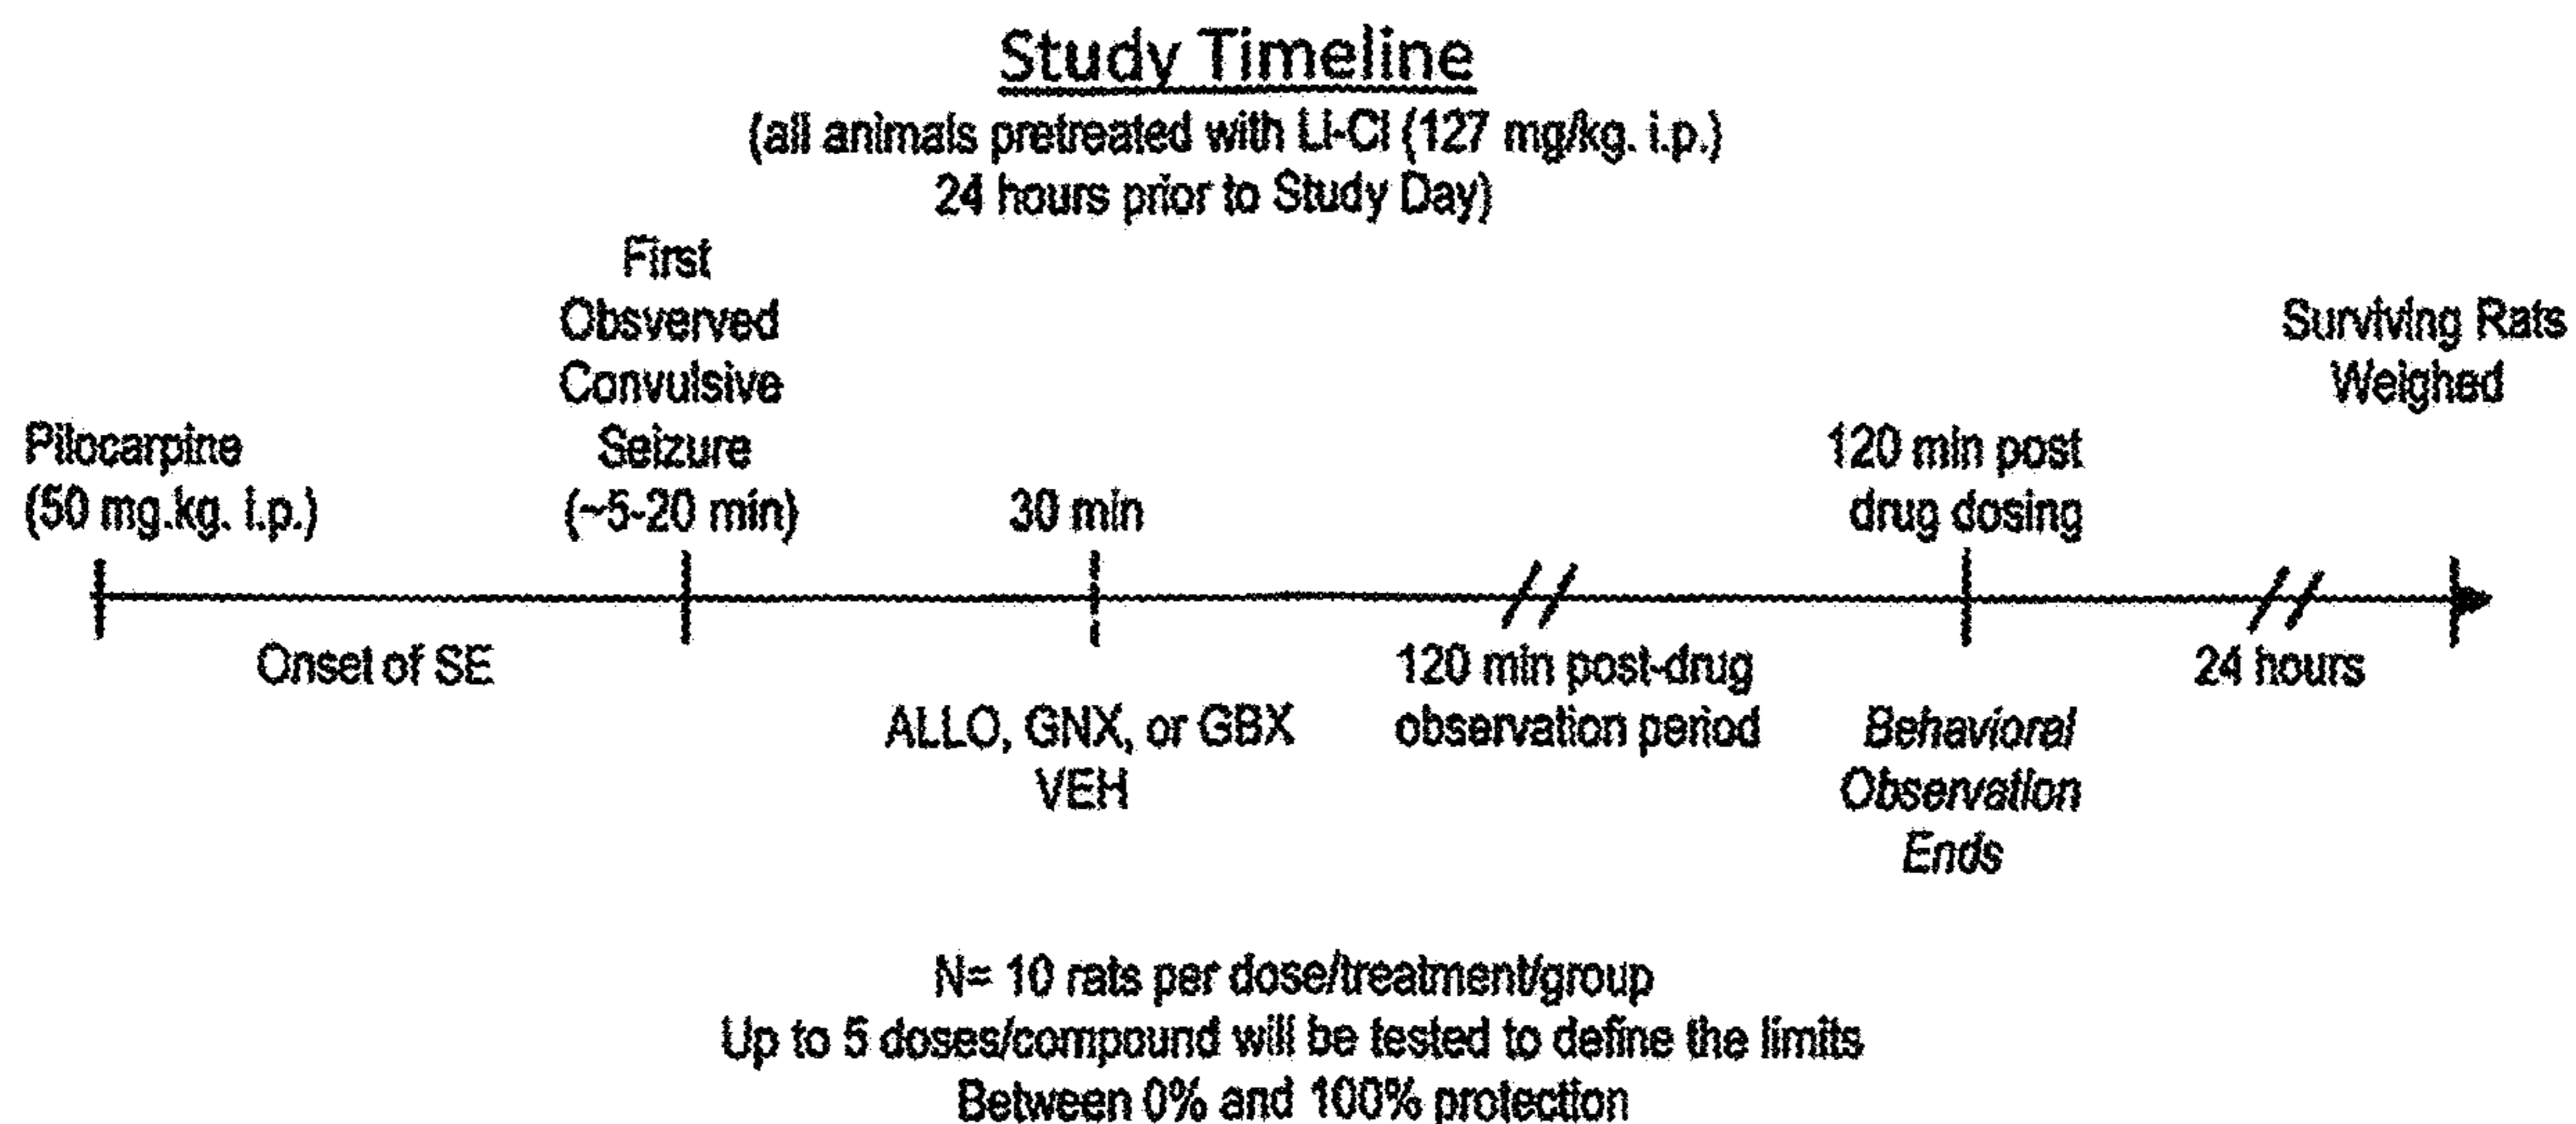 Study Timeline
(all animals pretreated with Li-Cl (127 mg/kg. i.p.)
24 hours prior to Study Day)
Pilocarpine
(50 mg.kg. i.p.)
First
Obsverved
Convulsive
Seizure
(~5-20 min)
30 min
120 min post
drug dosing
Surviving Rats
Weighed
Onset of SE
ALLO, GNX, or GBX
VEH
120 min post-drug
observation period
Behavioral
Observation
Ends
24 hours
N= 10 rats per dose/treatment/group
Up to 5 doses/compound will be tested to define the limits
Between 0% and 100% protection